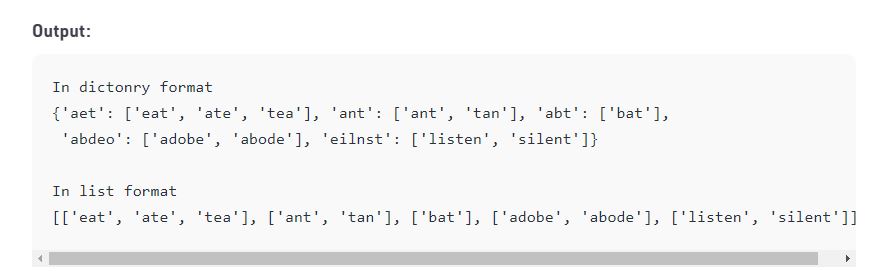 Output:
In dictonry format
{'aet': ['eat', 'ate', 'tea'], 'ant': ['ant', 'tan'], 'abt': ['bat'],
'abdeo': ['adobe', 'abode'], 'eilnst': ['listen', 'silent']}
In list format
[['eat', 'ate', 'tea'], ['ant', 'tan'], ['bat'], ['adobe', 'abode'], ['listen', 'silent']]